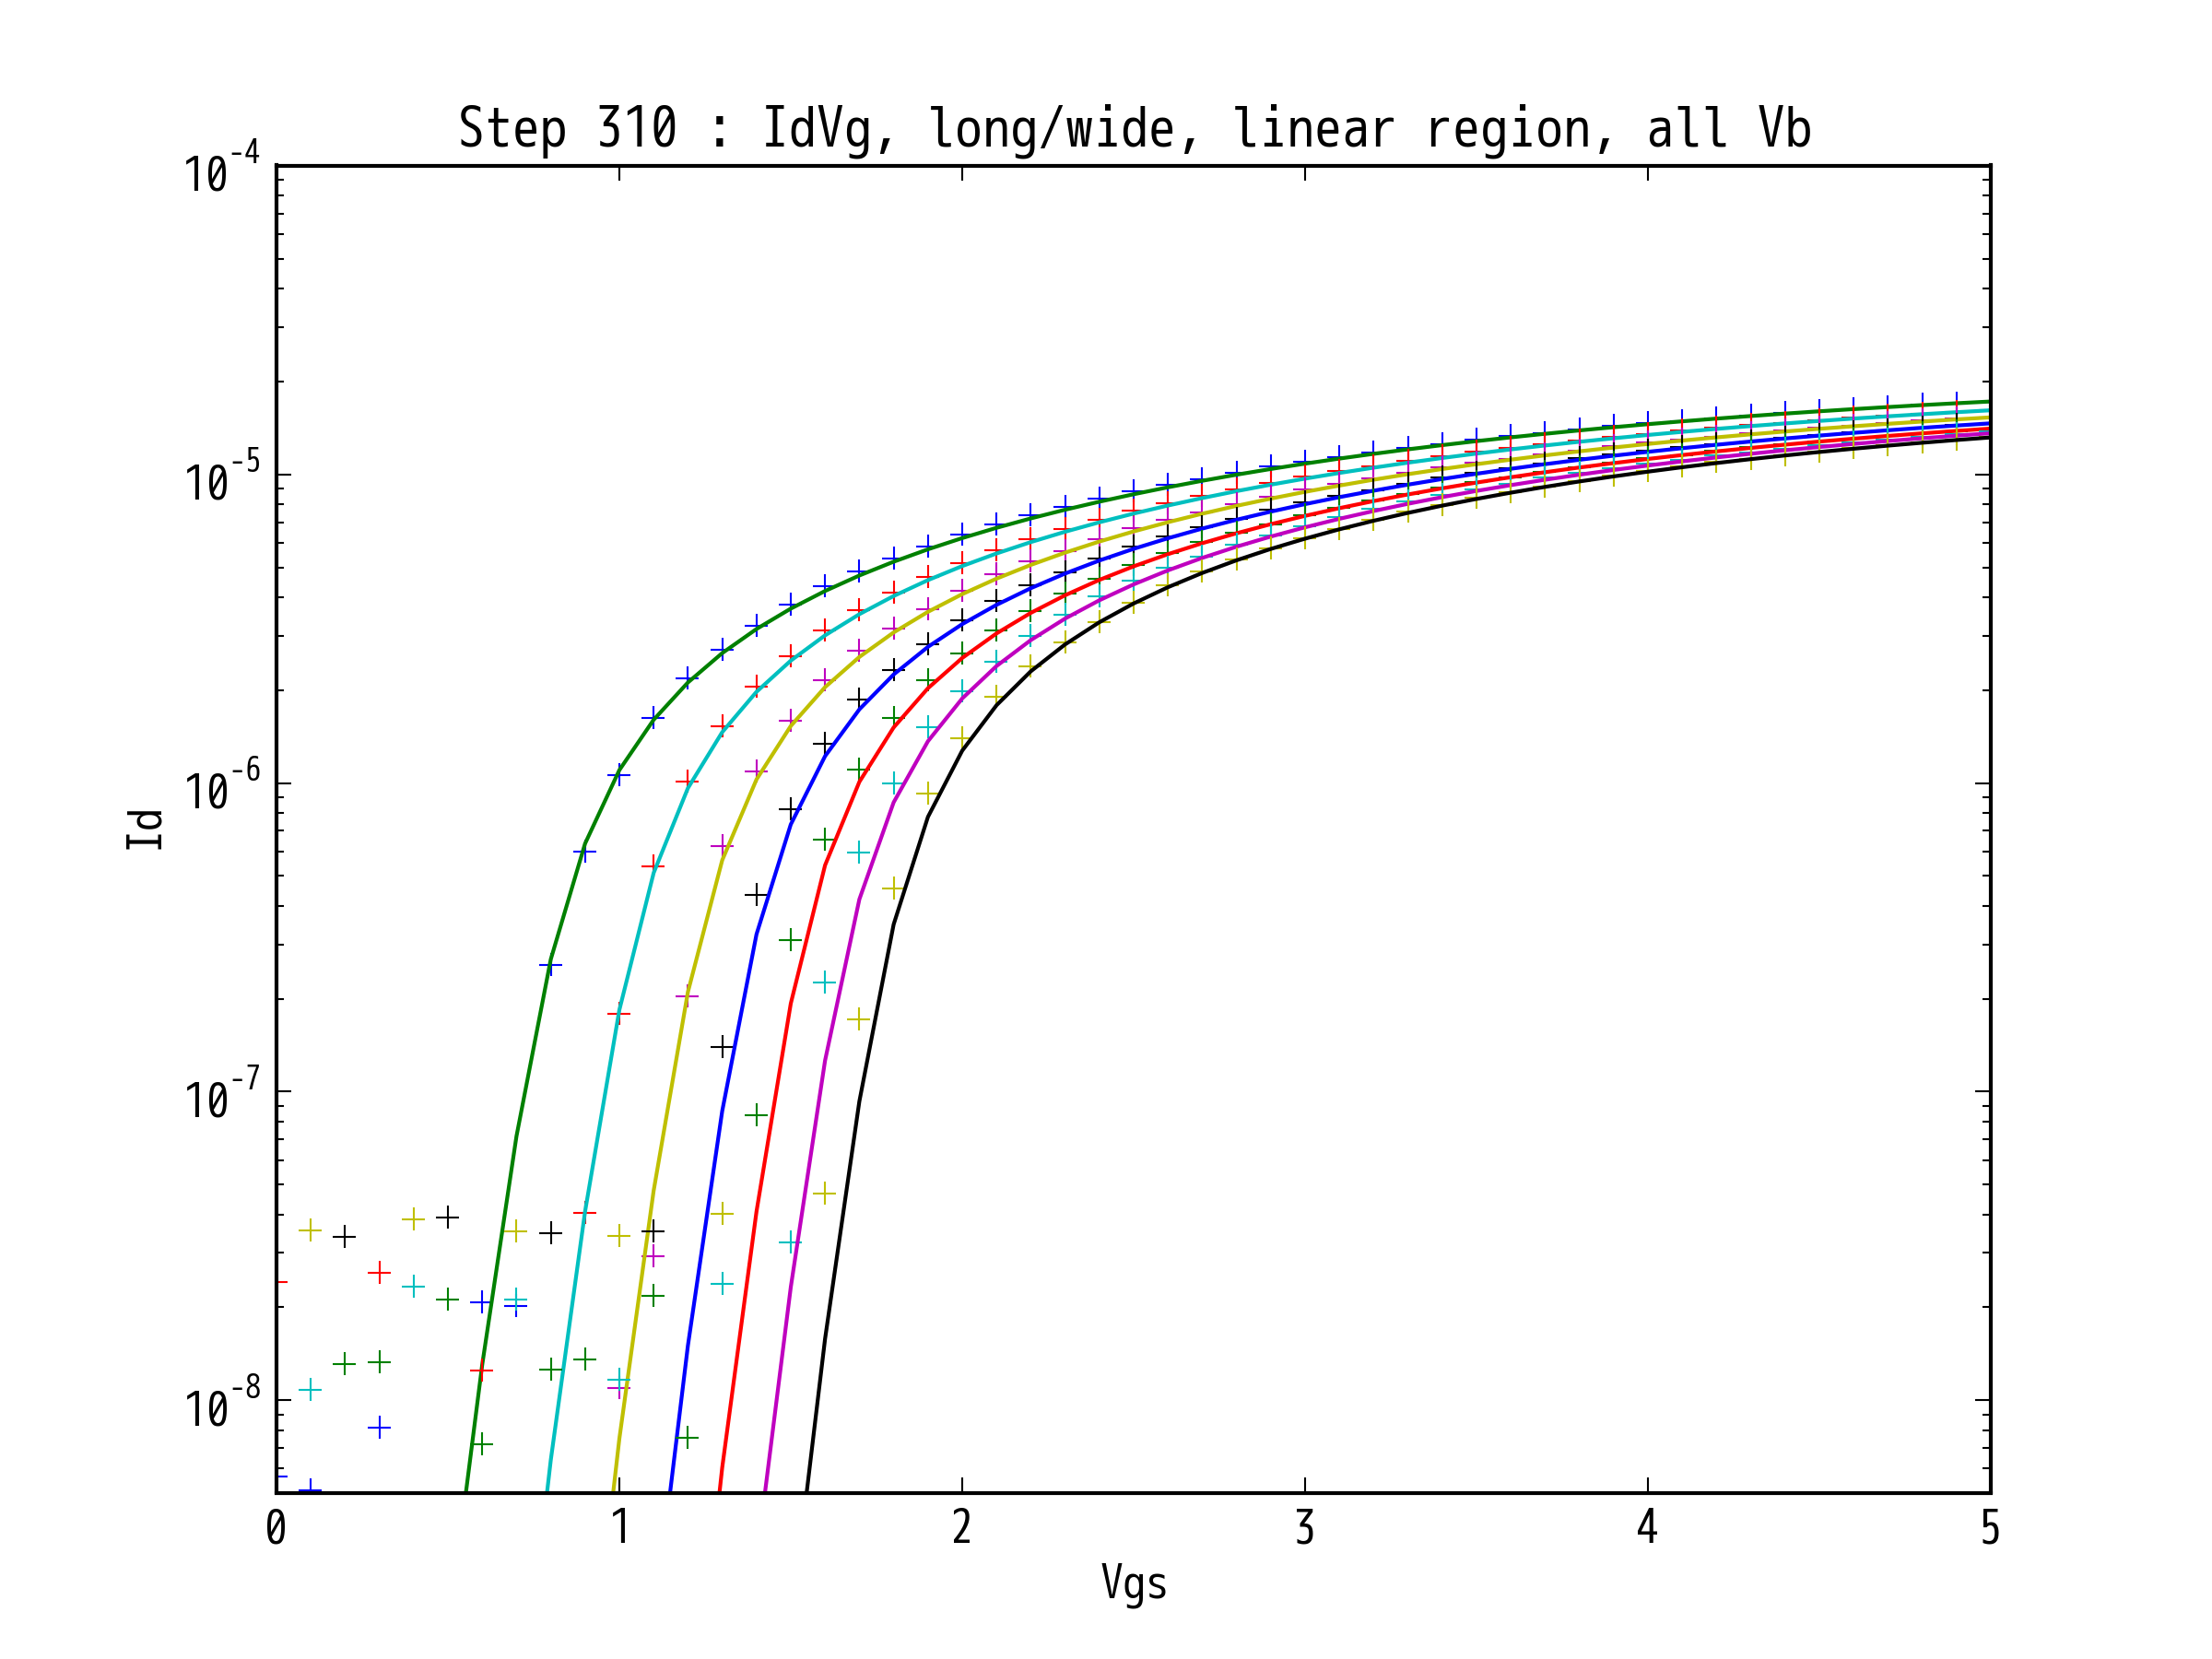 Step 310 : IdVg, long/wide, linear region, all Vb
10^-4
10^-5
10^-6
10^-7
10^-8
Id
0 1 2 3 4 5
Vgs